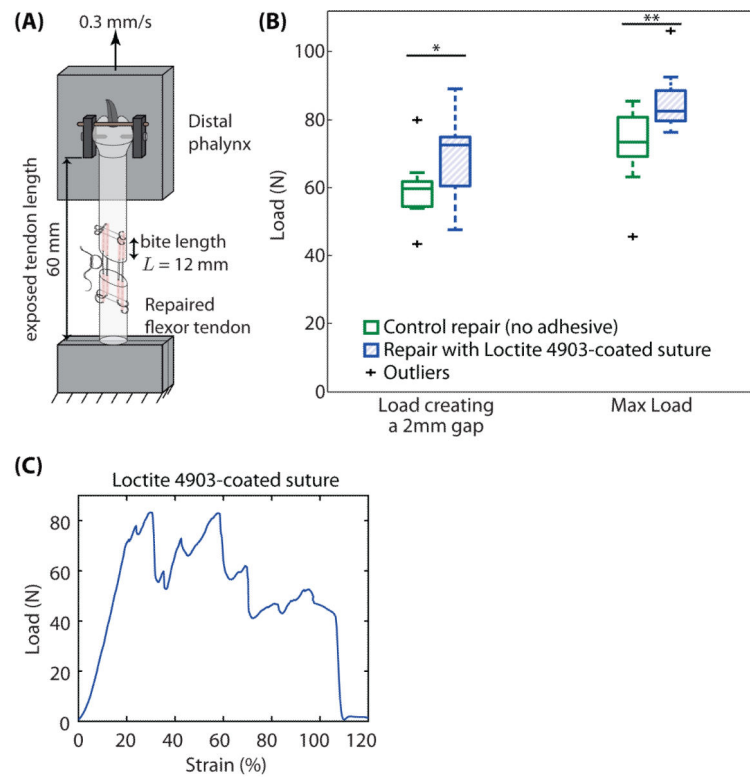 (A)
0.3 mm/s
Distal
phalynx
exposed tendon length
60 mm
bite length
L = 12 mm
Repaired
flexor tendon
(B)
Load (N)
100
80
60
40
20
0
*
**
Control repair (no adhesive)
Repair with Loctite 4903-coated suture
Outliers
Load creating
a 2mm gap
Max Load
(C)
Loctite 4903-coated suture
Load (N)
80
60
40
20
0
0 20 40 60 80 100 120
Strain (%)